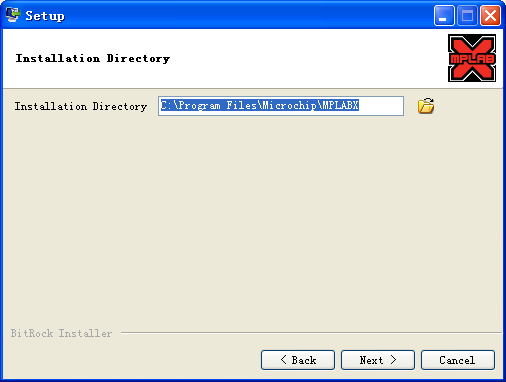 Setup
Installation Directory
MPLAB
Installation Directory C:\Program Files\Microchip\MPLABX
BitRock Installer
< Back Next > Cancel